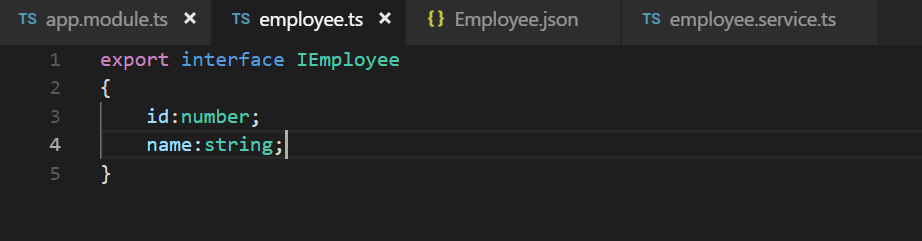 TS app.module.ts × TS employee.ts × {} Employee.json TS employee.service.ts
1 export interface IEmployee
2 {
3 id:number;
4 name:string;
5 }